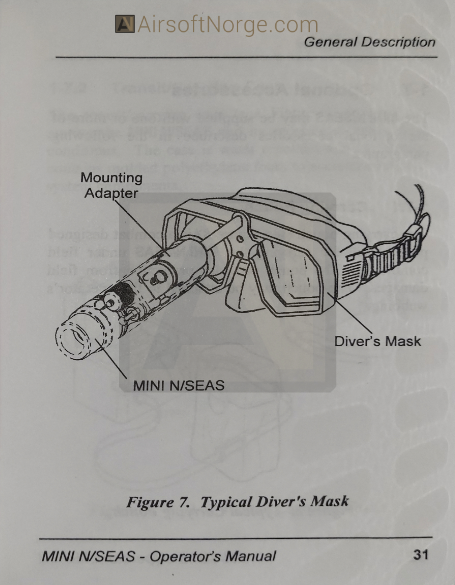 AirsoftNorge.com
General Description
Mounting
Adapter
Diver's Mask
MINI N/SEAS
Figure 7. Typical Diver's Mask
MINI N/SEAS - Operator's Manual
31